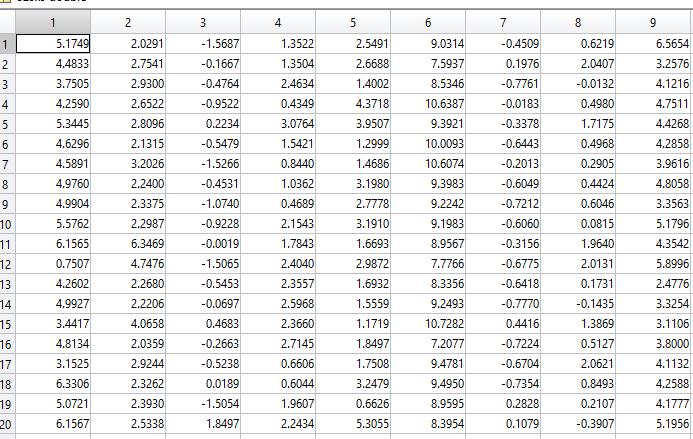 1 2 3 4 5 6 7 8 9
1 5.1749 2.0291 -1.5687 1.3522 2.5491 9.0314 -0.4509 0.6219 6.5654
2 4.4833 2.7541 -0.1667 1.3504 2.6688 7.5937 0.1976 2.0407 3.2576
3 3.7505 2.9300 -0.4764 2.4634 1.4002 8.5346 -0.7761 -0.0132 4.1216
4 4.2590 2.6522 -0.9522 0.4349 4.3718 10.6387 -0.0183 0.4980 4.7511
5 5.3445 2.8096 0.2234 3.0764 3.9507 9.3921 -0.3378 1.7175 4.4268
6 4.6296 2.1315 -0.5479 1.5421 1.2999 10.0093 -0.6443 0.4968 4.2858
7 4.5891 3.2026 -1.5266 0.8440 1.4686 10.6074 -0.2013 0.2905 3.9616
8 4.9760 2.2400 -0.4531 1.0362 3.1980 9.3983 -0.6049 0.4424 4.8058
9 4.9904 2.3375 -1.0740 0.4689 2.7778 9.2242 -0.7212 0.6046 3.3563
10 5.5762 2.2987 -0.9228 2.1543 3.1910 9.1983 -0.6060 0.0815 5.1796
11 6.1565 6.3469 -0.0019 1.7843 1.6693 8.9567 -0.3156 1.9640 4.3542
12 0.7507 4.7476 -1.5065 2.4040 2.9872 7.7766 -0.6775 2.0131 5.8996
13 4.2602 2.2680 -0.5453 2.3557 1.6932 8.3356 -0.6418 0.1731 2.4776
14 4.9927 2.2206 -0.0697 2.5968 1.5559 9.2493 -0.7770 -0.1435 3.3254
15 3.4417 4.0658 0.4683 2.3660 1.1719 10.7282 0.4416 1.3869 3.1106
16 4.8134 2.0359 -0.2663 2.7145 1.8497 7.2077 -0.7224 0.5127 3.8000
17 3.1525 2.9244 -0.5238 0.6606 1.7508 9.4781 -0.6704 2.0621 4.1132
18 6.3306 2.3262 0.0189 0.6044 3.2479 9.4950 -0.7354 0.8493 4.2588
19 5.0721 2.3930 -1.5054 1.9607 0.6626 8.9595 0.2828 0.2107 4.1777
20 6.1567 2.5338 1.8497 2.2434 5.3055 8.3954 0.1079 -0.3907 5.1956